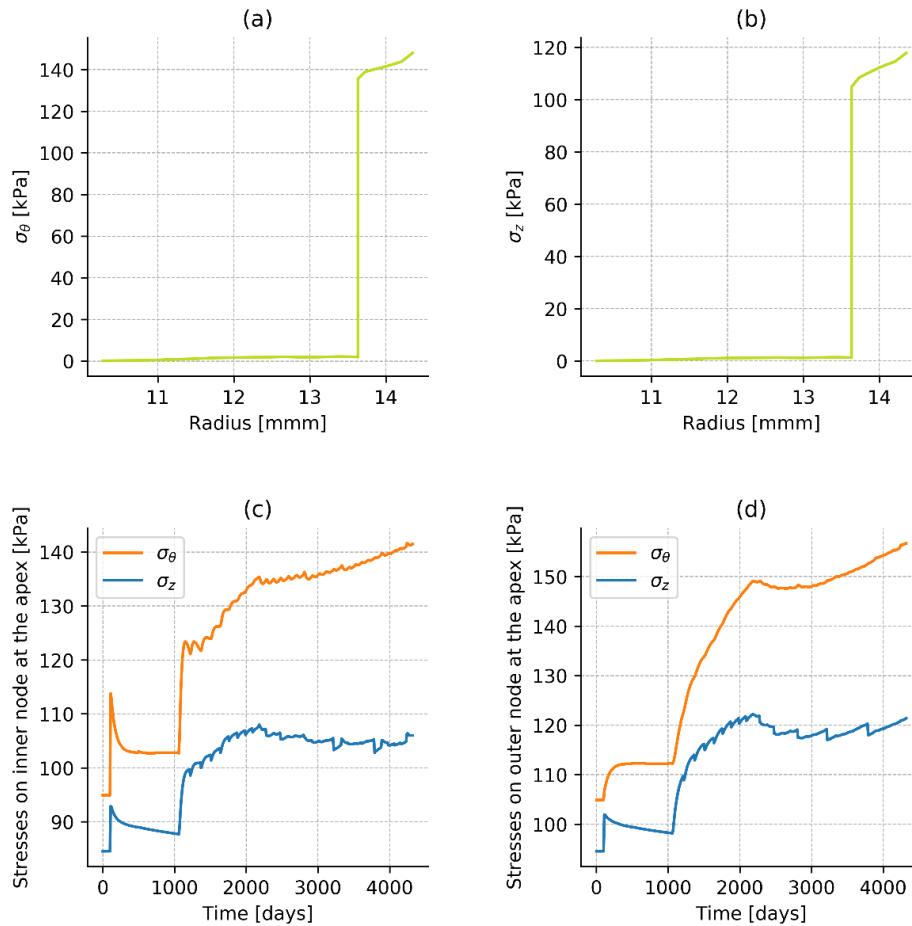 (a)
σθ [kPa]
140
120
100
80
60
40
20
0
11 12 13 14
Radius [mmm]
(b)
σz [kPa]
120
100
80
60
40
20
0
11 12 13 14
Radius [mmm]
(c)
Stresses on inner node at the apex [kPa]
σθ
σz
140
130
120
110
100
90
0 1000 2000 3000 4000
Time [days]
(d)
Stresses on outer node at the apex [kPa]
σθ
σz
150
140
130
120
110
100
0 1000 2000 3000 4000
Time [days]